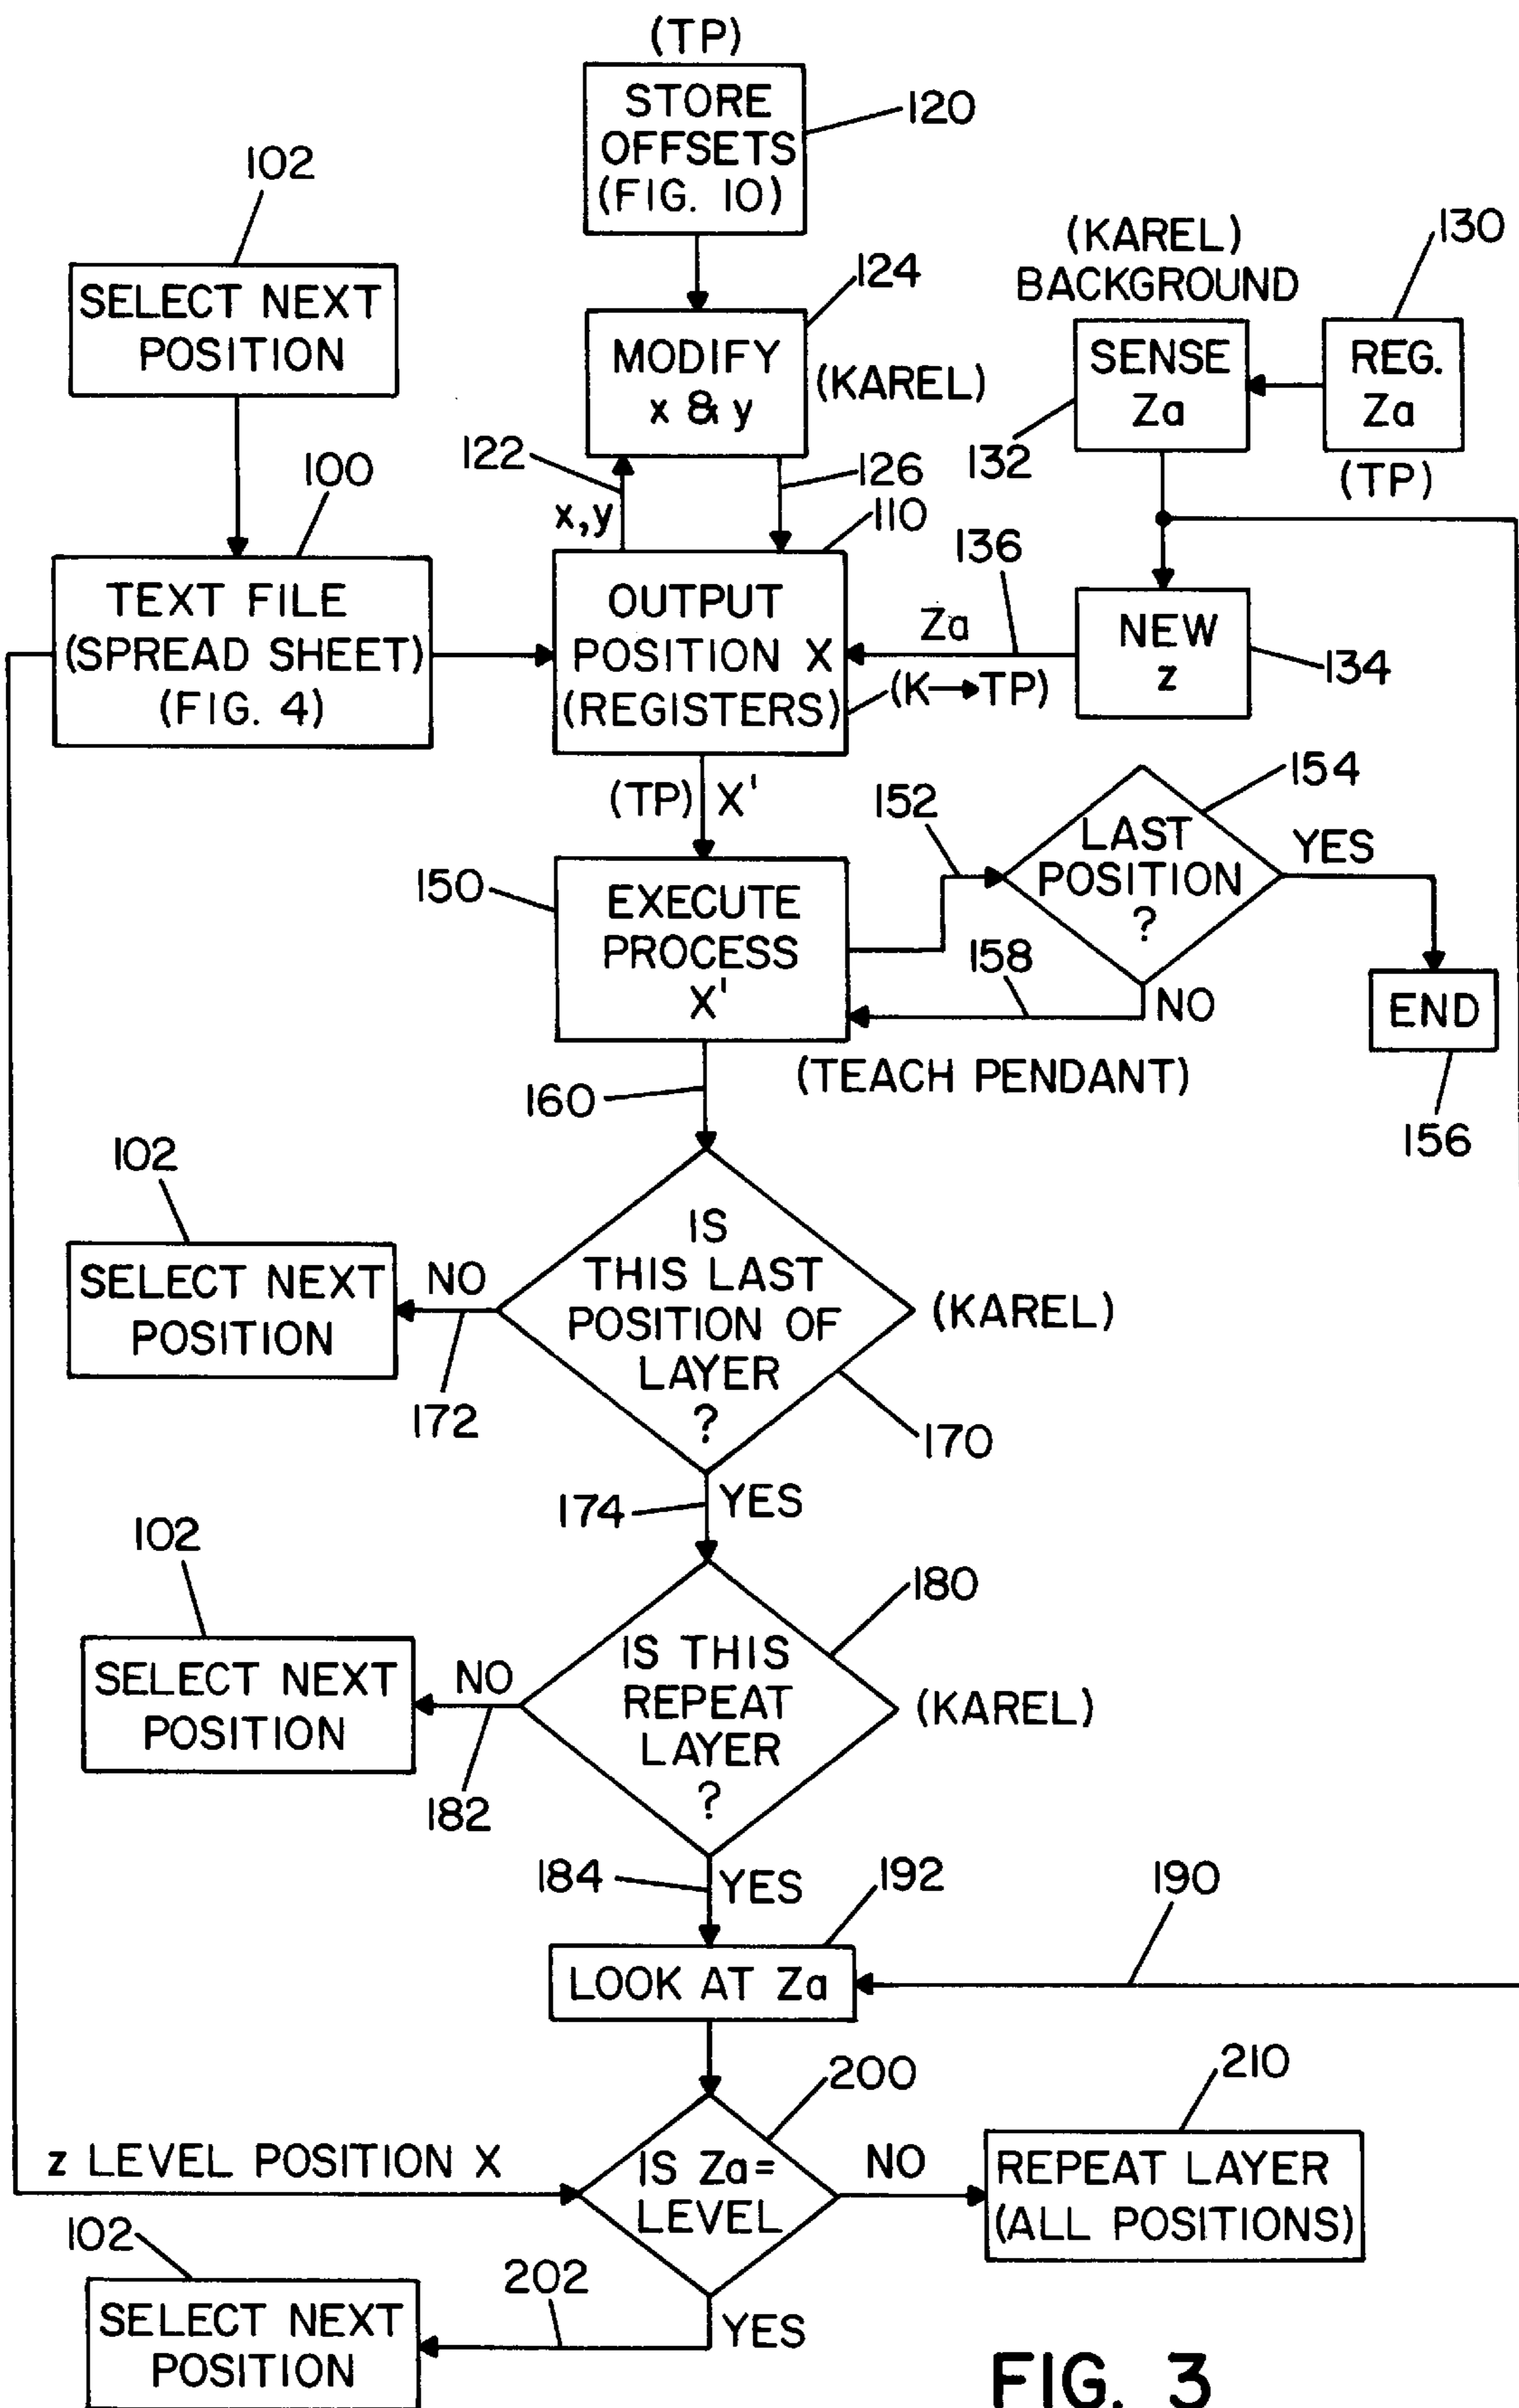 (TP)
STORE
OFFSETS
(FIG. 10)
120
102
SELECT NEXT
POSITION
124
MODIFY
x & y
(KAREL)
(KAREL)
BACKGROUND
130
SENSE
Za
REG.
Za
132
(TP)
122
x,y
126
110
100
TEXT FILE
(SPREAD SHEET)
(FIG. 4)
OUTPUT
POSITION X
(REGISTERS)
136
Za
(K→TP)
NEW
z
134
(TP) X'
150
EXECUTE
PROCESS
X'
152
154
LAST
POSITION
?
YES
158
NO
END
156
(TEACH PENDANT)
160
102
SELECT NEXT
POSITION
NO
172
IS
THIS LAST
POSITION OF
LAYER
?
(KAREL)
170
174
YES
102
SELECT NEXT
POSITION
NO
182
180
IS THIS
REPEAT
LAYER
?
(KAREL)
184
YES
192
190
LOOK AT Za
200
210
z LEVEL POSITION X
IS Za=
LEVEL
NO
REPEAT LAYER
(ALL POSITIONS)
102
SELECT NEXT
POSITION
202
YES
FIG. 3